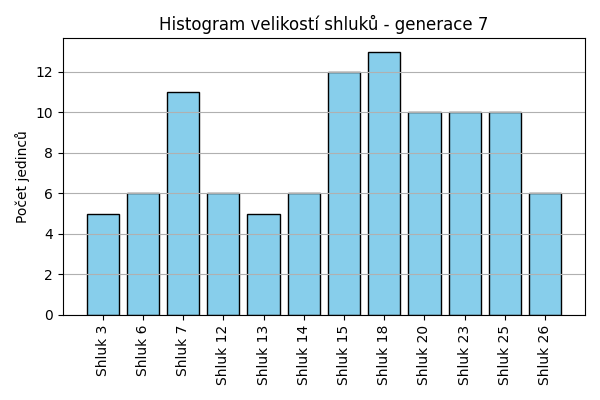 Histogram velikostí shluků - generace 7
Počet jedinců
12
10
8
6
4
2
0
Shluk 3
Shluk 6
Shluk 7
Shluk 12
Shluk 13
Shluk 14
Shluk 15
Shluk 18
Shluk 20
Shluk 23
Shluk 25
Shluk 26